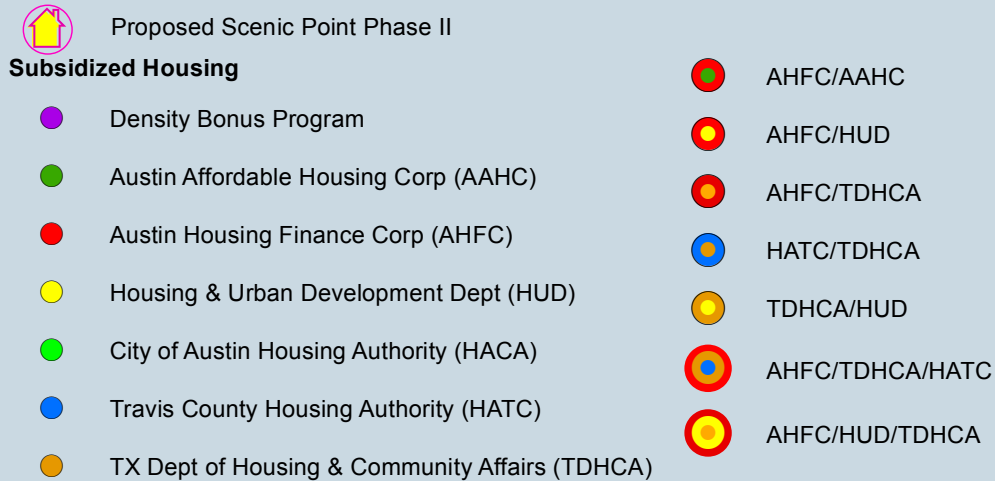 Proposed Scenic Point Phase II
Subsidized Housing
Density Bonus Program
Austin Affordable Housing Corp (AAHC)
Austin Housing Finance Corp (AHFC)
Housing & Urban Development Dept (HUD)
City of Austin Housing Authority (HACA)
Travis County Housing Authority (HATC)
TX Dept of Housing & Community Affairs (TDHCA)
AHFC/AAHC
AHFC/HUD
AHFC/TDHCA
HATC/TDHCA
TDHCA/HUD
AHFC/TDHCA/HATC
AHFC/HUD/TDHCA